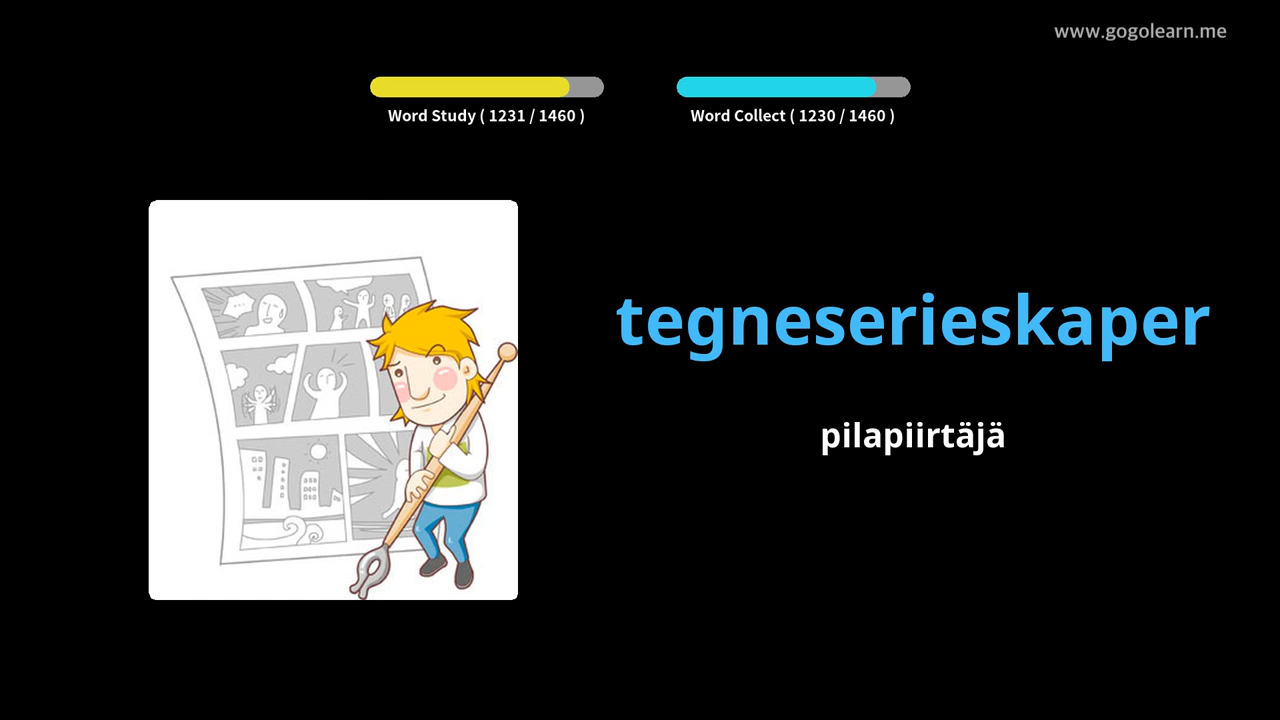 www.gogolearn.me
Word Study ( 1231 / 1460 )
Word Collect ( 1230 / 1460 )
tegneserieskaper
pilapiirtäjä